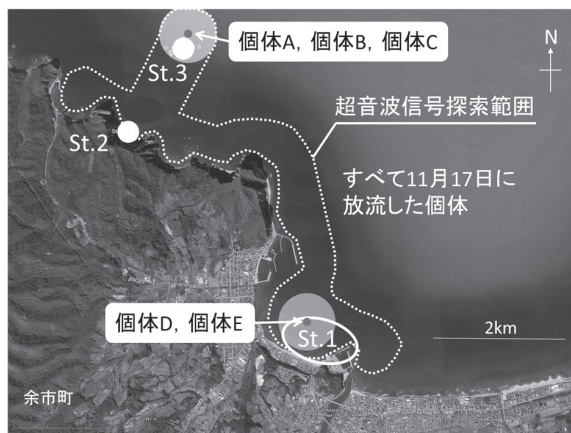 個体A，個体B，個体C
N
St.3
超音波信号探索範囲
St.2
すべて11月17日に
放流した個体
個体D，個体E
St.1
2km
余市町